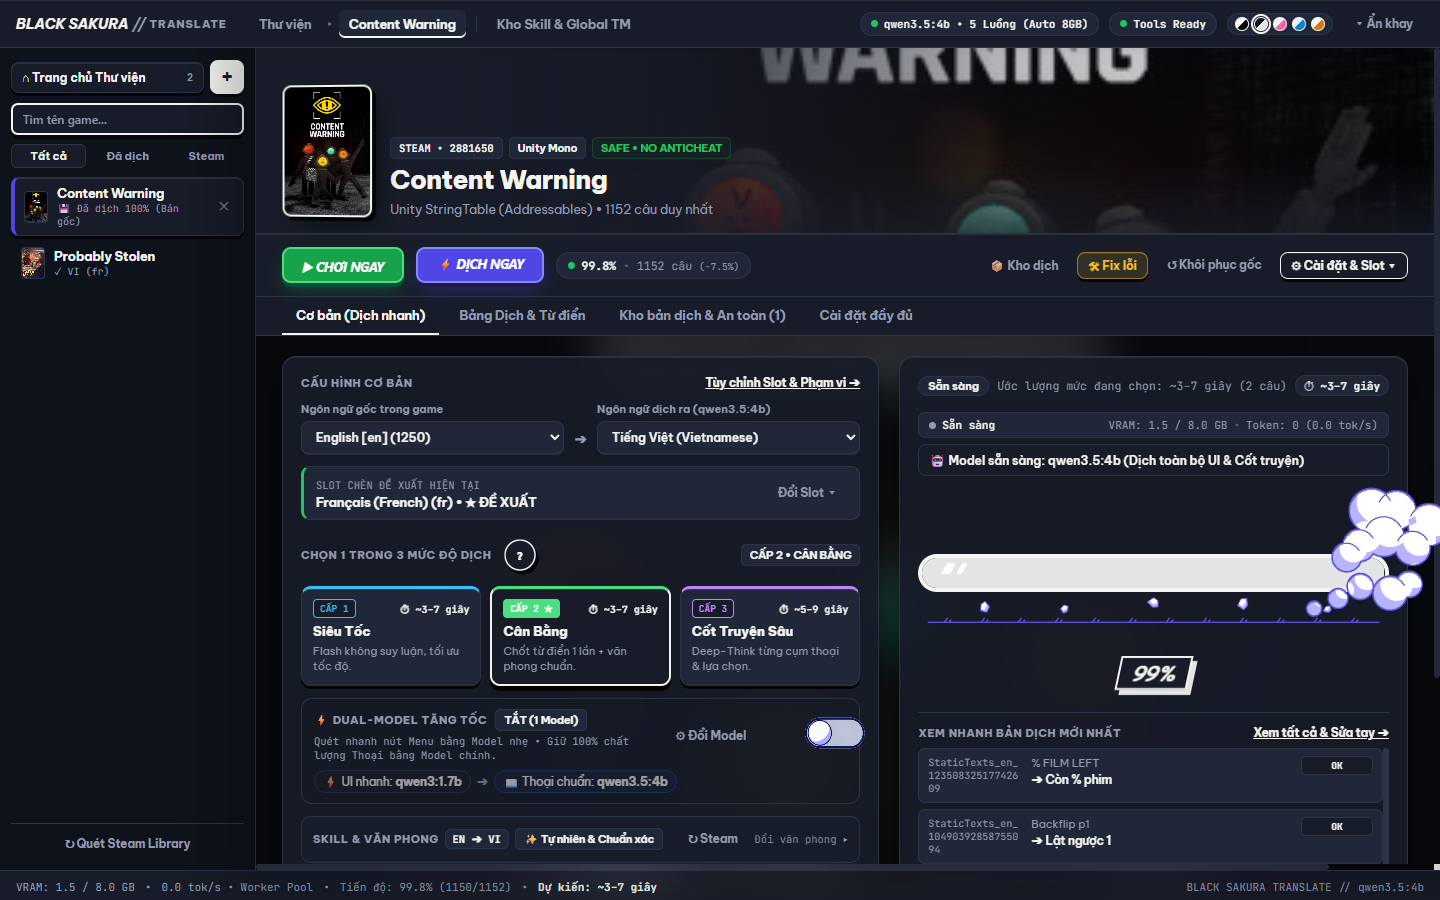 BLACK SAKURA // TRANSLATE
Thư viện ▸ Content Warning
Kho Skill & Global TM
qwen3.5:4b • 5 Luồng (Auto 8GB)
Tools Ready
Ẩn khay
Trang chủ Thư viện 2
+
Tìm tên game...
Tất cả Đã dịch Steam
Content Warning
Đã dịch 100% (Bản
gốc)
✕
Probably Stolen
✓ VI (fr)
↻ Quét Steam Library
WARNING
CONTENT
WARNING
STEAM • 2881650
Unity Mono
SAFE • NO ANTICHEAT
Content Warning
Unity StringTable (Addressables) • 1152 câu duy nhất
▶ CHƠI NGAY
⚡ DỊCH NGAY
99.8% • 1152 câu (-7.5%)
Kho dịch
Fix lỗi
↺ Khôi phục gốc
⚙ Cài đặt & Slot ▾
Cơ bản (Dịch nhanh)
Bảng Dịch & Từ điển
Kho bản dịch & An toàn (1)
Cài đặt đầy đủ
CẤU HÌNH CƠ BẢN
Tùy chỉnh Slot & Phạm vi ➔
Ngôn ngữ gốc trong game
Ngôn ngữ dịch ra (qwen3.5:4b)
English [en] (1250)
➔
Tiếng Việt (Vietnamese)
SLOT CHÈN ĐỀ XUẤT HIỆN TẠI
Français (French) (fr) • ★ ĐỀ XUẤT
Đổi Slot ▾
CHỌN 1 TRONG 3 MỨC ĐỘ DỊCH
?
CẤP 2 • CÂN BẰNG
CẤP 1
⏱ ~3-7 giây
Siêu Tốc
Flash không suy luận, tối ưu
tốc độ.
CẤP 2 ★
⏱ ~3-7 giây
Cân Bằng
Chốt từ điển 1 lần + văn
phong chuẩn.
CẤP 3
⏱ ~5-9 giây
Cốt Truyện Sâu
Deep-Think từng cụm thoại
& lựa chọn.
⚡ DUAL-MODEL TĂNG TỐC
TẮT (1 Model)
Quét nhanh nút Menu bằng Model nhẹ • Giữ 100% chất
lượng Thoại bằng Model chính.
⚙ Đổi Model
⚡ UI nhanh: qwen3:1.7b
➔
Thoại chuẩn: qwen3.5:4b
SKILL & VĂN PHONG
EN ➔ VI
✨ Tự nhiên & Chuẩn xác
↻ Steam
Đổi văn phong ▸
Sẵn sàng
Ước lượng mức đang chọn: ~3-7 giây (2 câu)
⏱ ~3-7 giây
Sẵn sàng
VRAM: 1.5 / 8.0 GB • Token: 0 (0.0 tok/s)
Model sẵn sàng: qwen3.5:4b (Dịch toàn bộ UI & Cốt truyện)
99%
XEM NHANH BẢN DỊCH MỚI NHẤT
Xem tất cả & Sửa tay ➔
StaticTexts_en_
123508325177426
09
% FILM LEFT
➔ Còn % phim
OK
StaticTexts_en_
104903928587550
94
Backflip p1
➔ Lật ngược 1
OK
VRAM: 1.5 / 8.0 GB • 0.0 tok/s • Worker Pool • Tiến độ: 99.8% (1150/1152) • Dự kiến: ~3-7 giây
BLACK SAKURA TRANSLATE // qwen3.5:4b